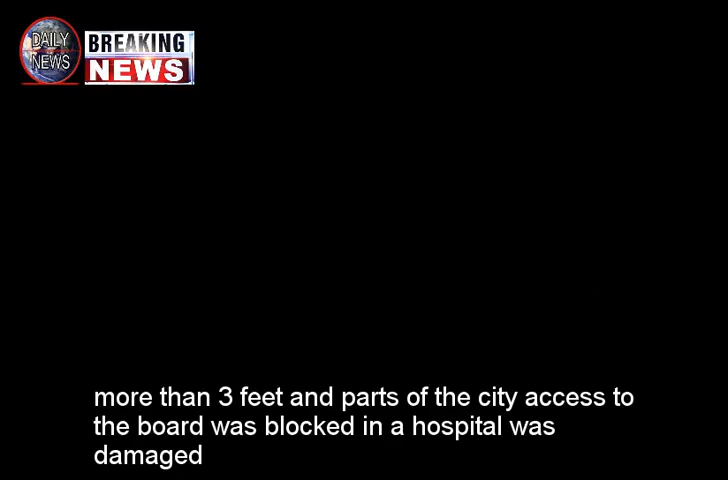 DAILY
NEWS
BREAKING
NEWS
more than 3 feet and parts of the city access to
the board was blocked in a hospital was
damaged